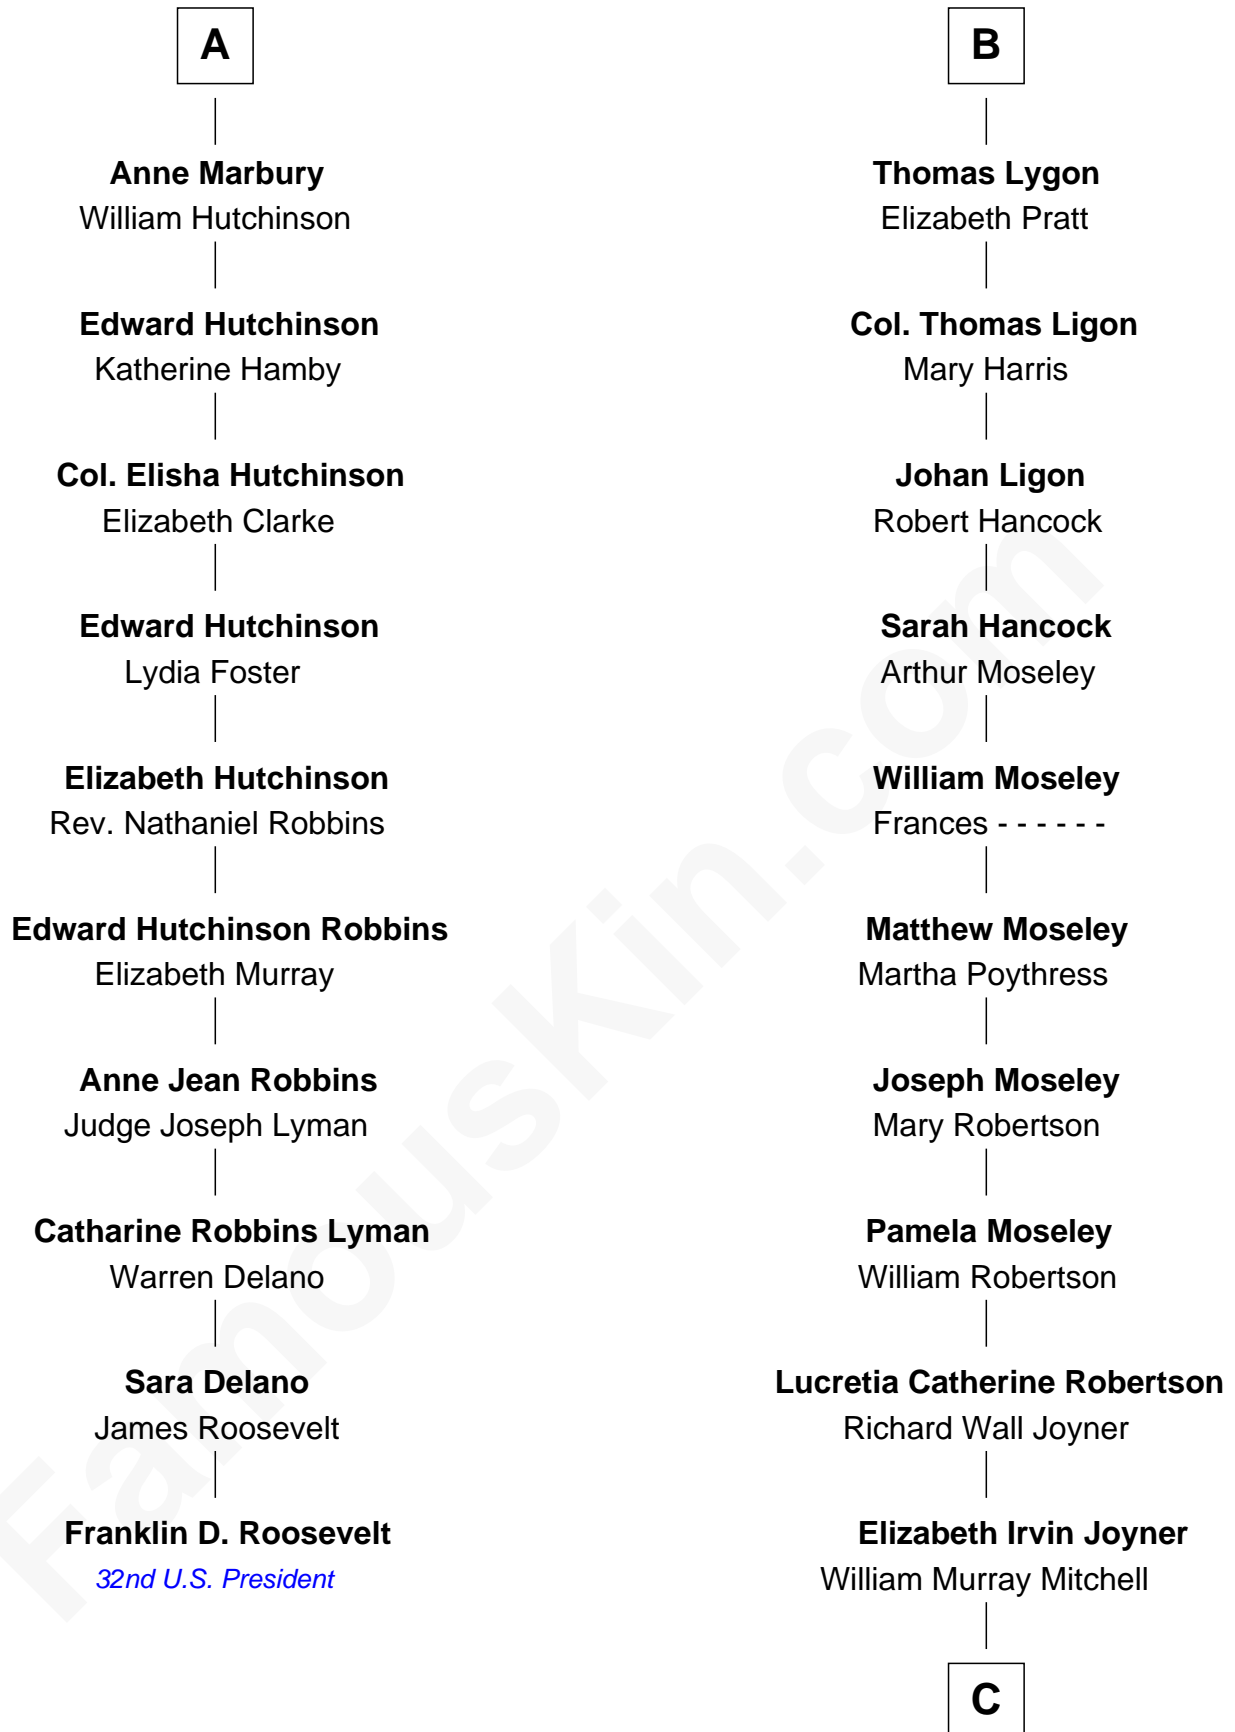 A
Anne Marbury
William Hutchinson
Edward Hutchinson
Katherine Hamby
Col. Elisha Hutchinson
Elizabeth Clarke
Edward Hutchinson
Lydia Foster
Elizabeth Hutchinson
Rev. Nathaniel Robbins
Edward Hutchinson Robbins
Elizabeth Murray
Anne Jean Robbins
Judge Joseph Lyman
Catharine Robbins Lyman
Warren Delano
Sara Delano
James Roosevelt
Franklin D. Roosevelt
32nd U.S. President
B
Thomas Lygon
Elizabeth Pratt
Col. Thomas Ligon
Mary Harris
Johan Ligon
Robert Hancock
Sarah Hancock
Arthur Moseley
William Moseley
Frances - - - - - -
Matthew Moseley
Martha Poythress
Joseph Moseley
Mary Robertson
Pamela Moseley
William Robertson
Lucretia Catherine Robertson
Richard Wall Joyner
Elizabeth Irvin Joyner
William Murray Mitchell
C
FamousKin.com